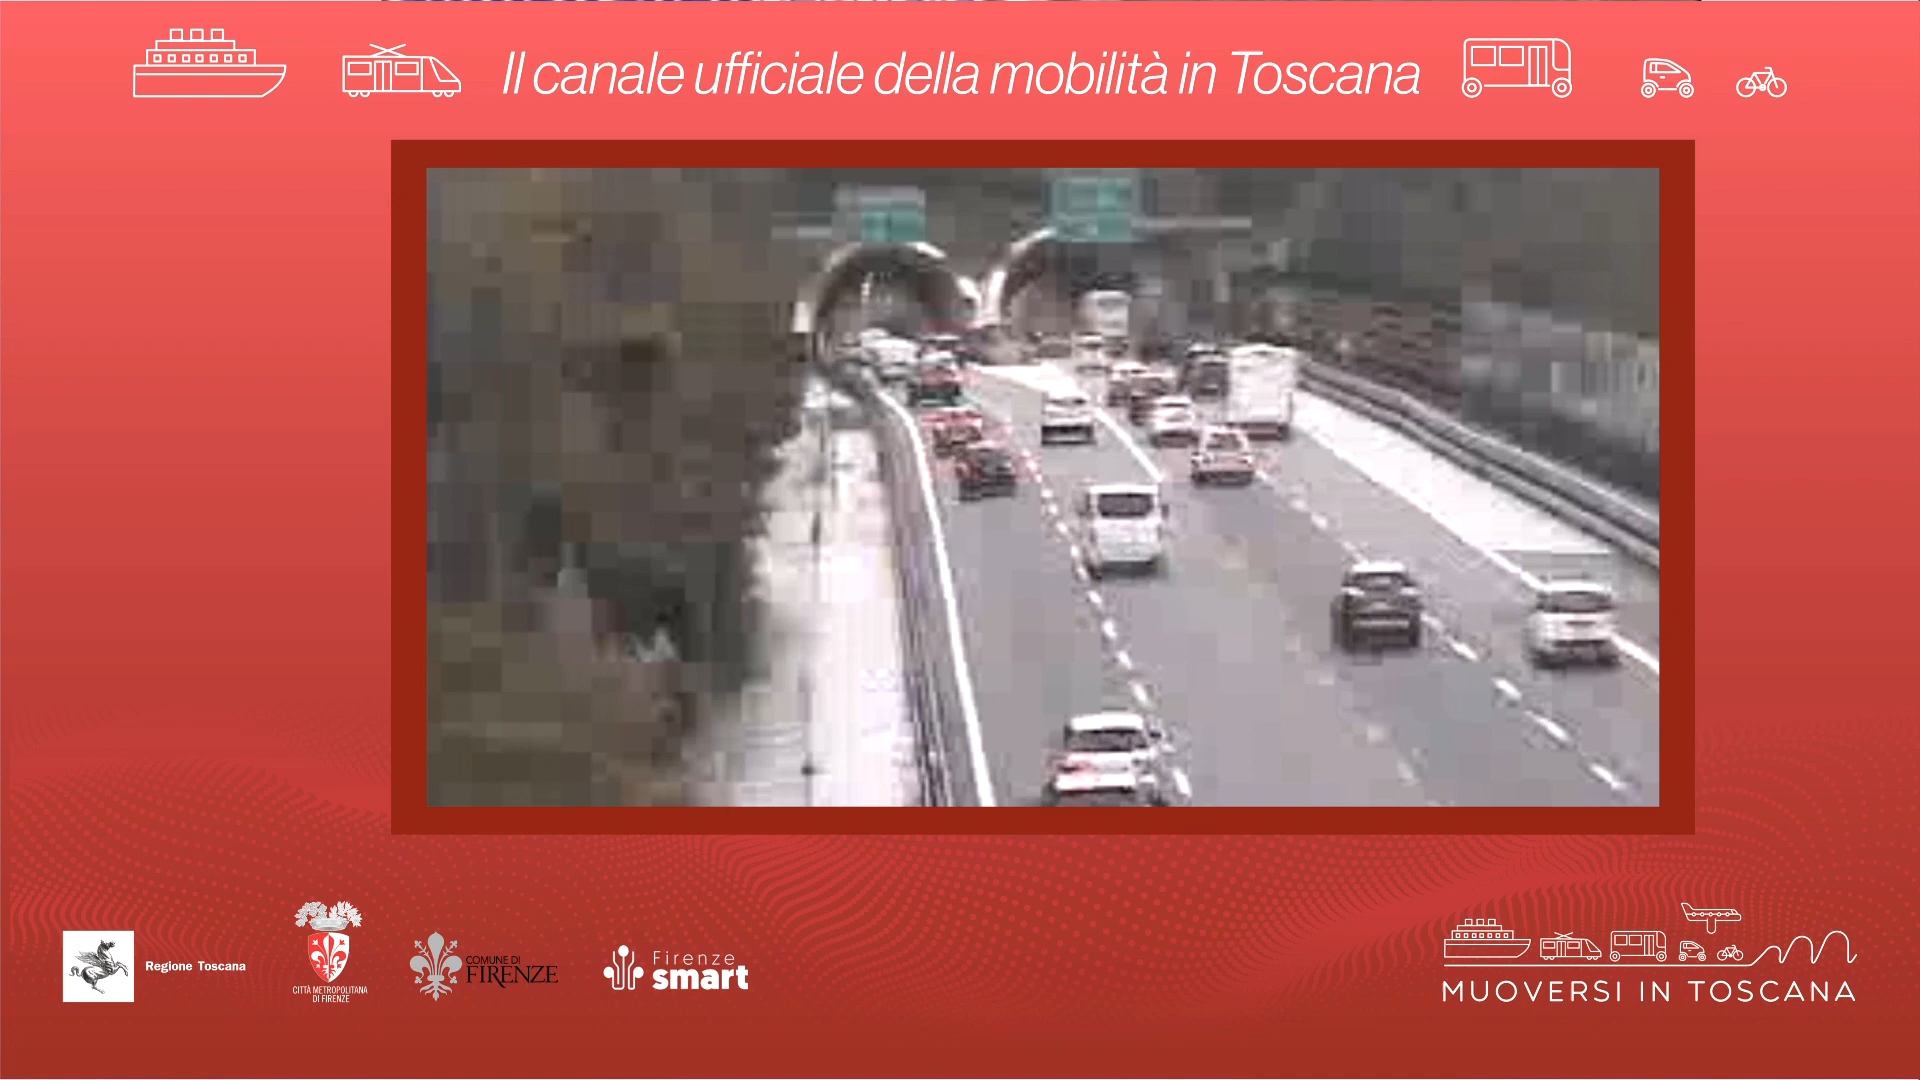 Il canale ufficiale della mobilità in Toscana
Regione Toscana
CITTÀ METROPOLITANA
DI FIRENZE
COMUNE DI
FIRENZE
Firenze
smart
MUOVERSI IN TOSCANA